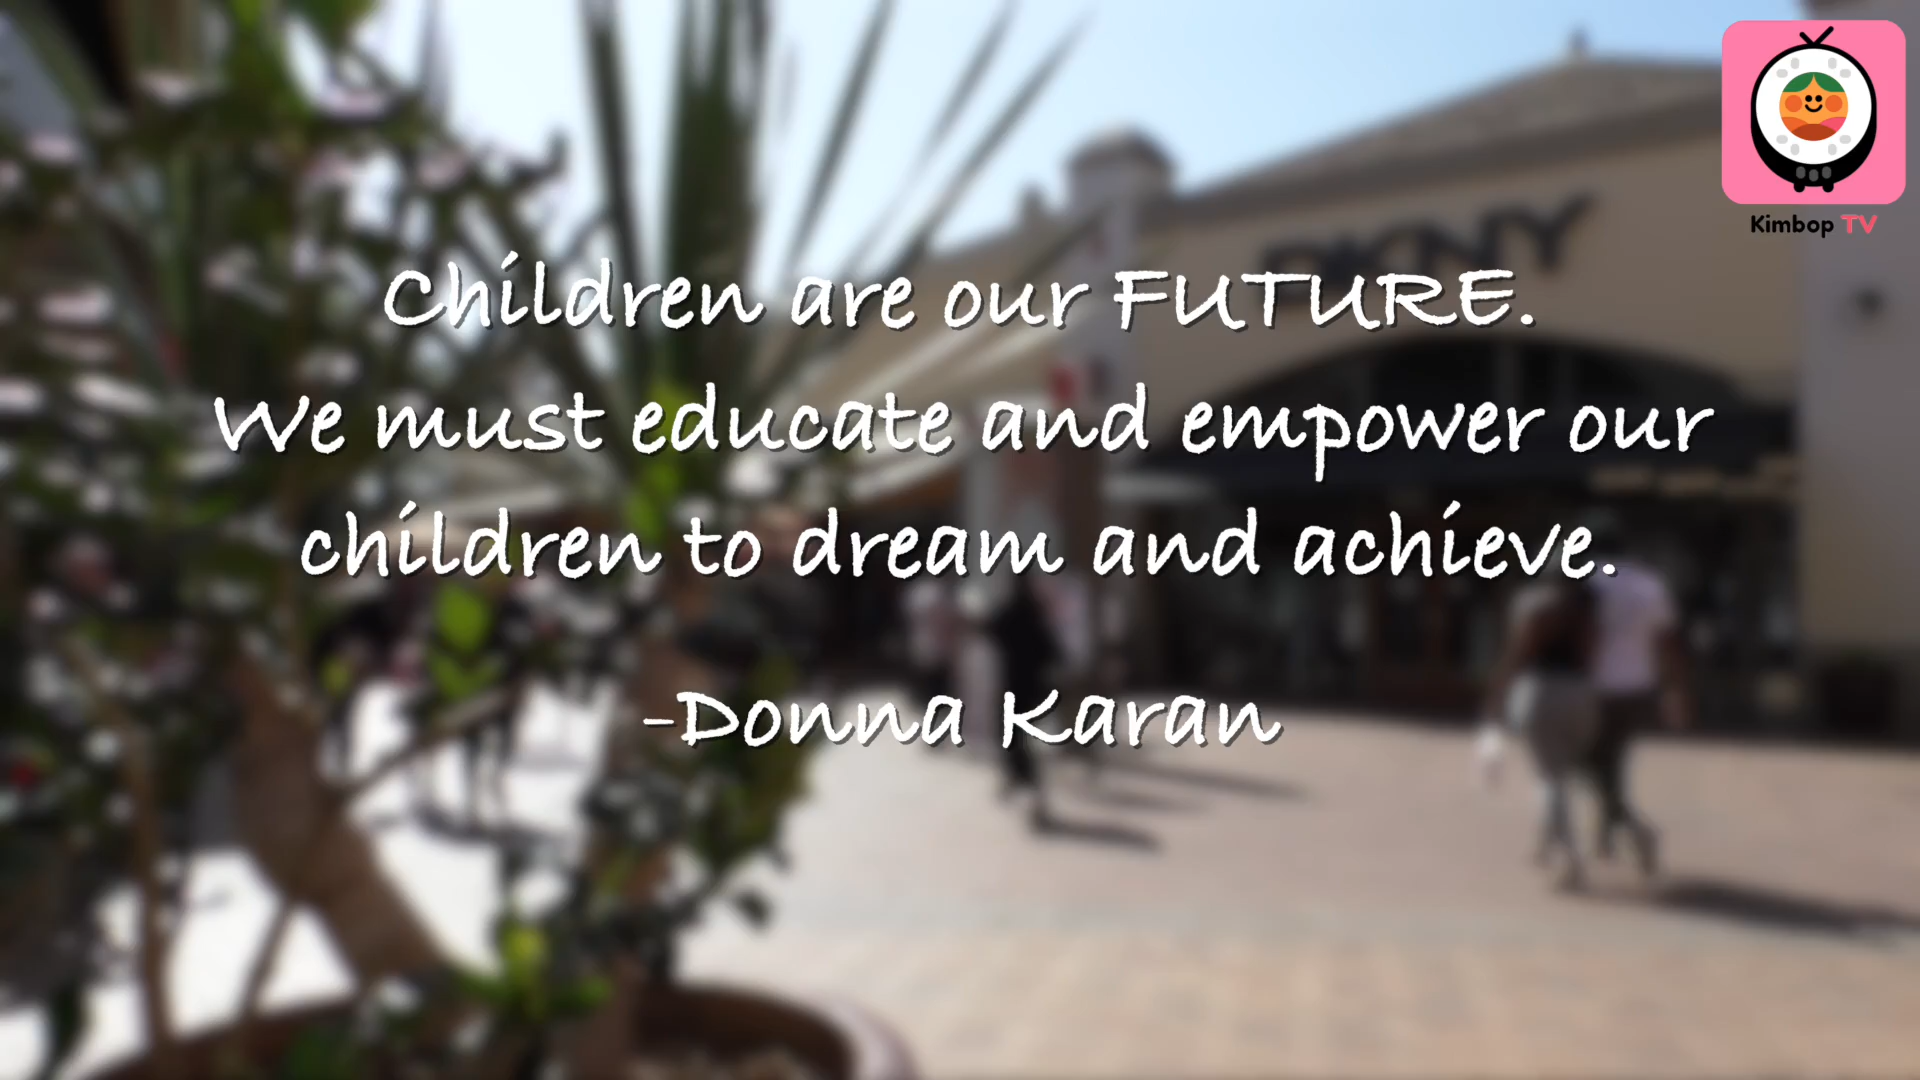 Kimbop TV
DKNY
Children are our FUTURE.
We must educate and empower our
children to dream and achieve.
-Donna Karan